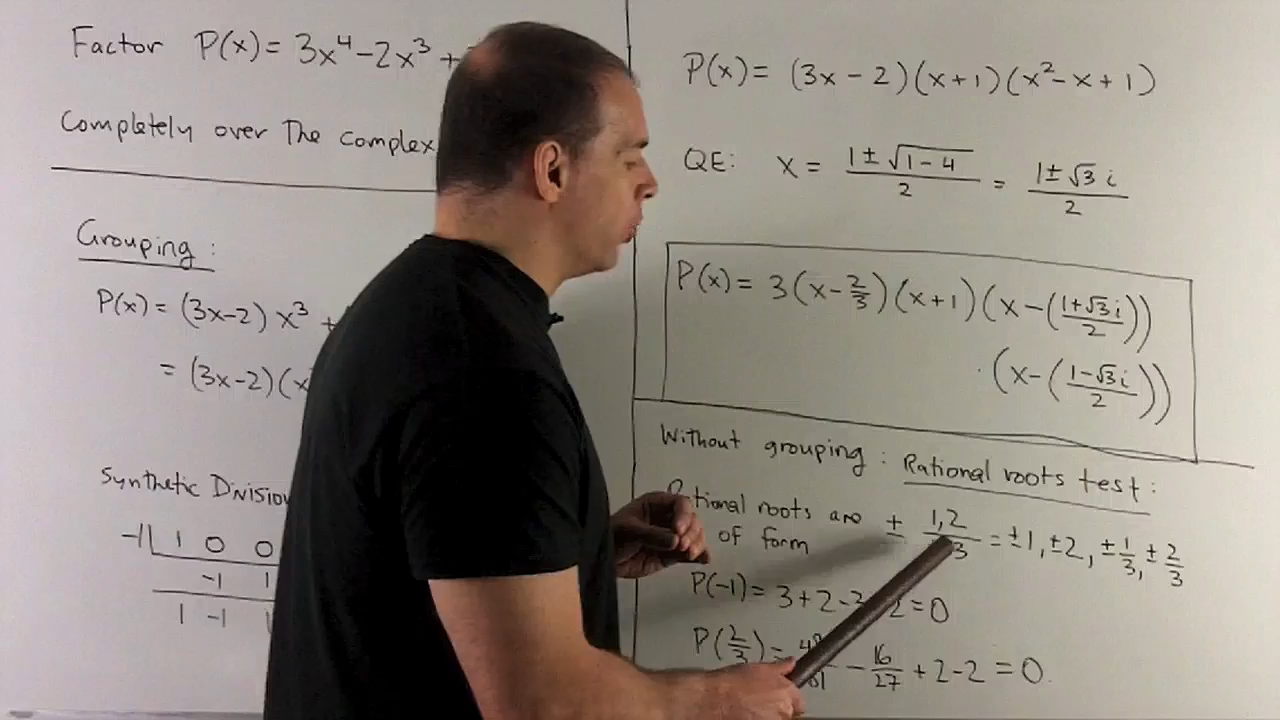 Factor P(x) = 3x⁴ - 2x³ +
Completely over The complex
Grouping:
P(x) = (3x-2) x³ +
= (3x-2)(x
Synthetic Division
-1| 1 0 0
-1 1
1 -1
P(x) = (3x - 2)(x+1)(x² - x + 1)
QE: x = (1 ± √(1-4))/2 = (1 ± √3 i)/2
P(x) = 3(x - 2/3)(x+1)(x - ((1+√3 i)/2))
· (x - ((1-√3 i)/2))
Without grouping: Rational roots test:
roots are ± 1,2/3 = ±1, ±2, ±1/3, ±2/3
of form
P(-1) = 3+2-2=0
P(2/3) = - 16/27 + 2 - 2 = 0.